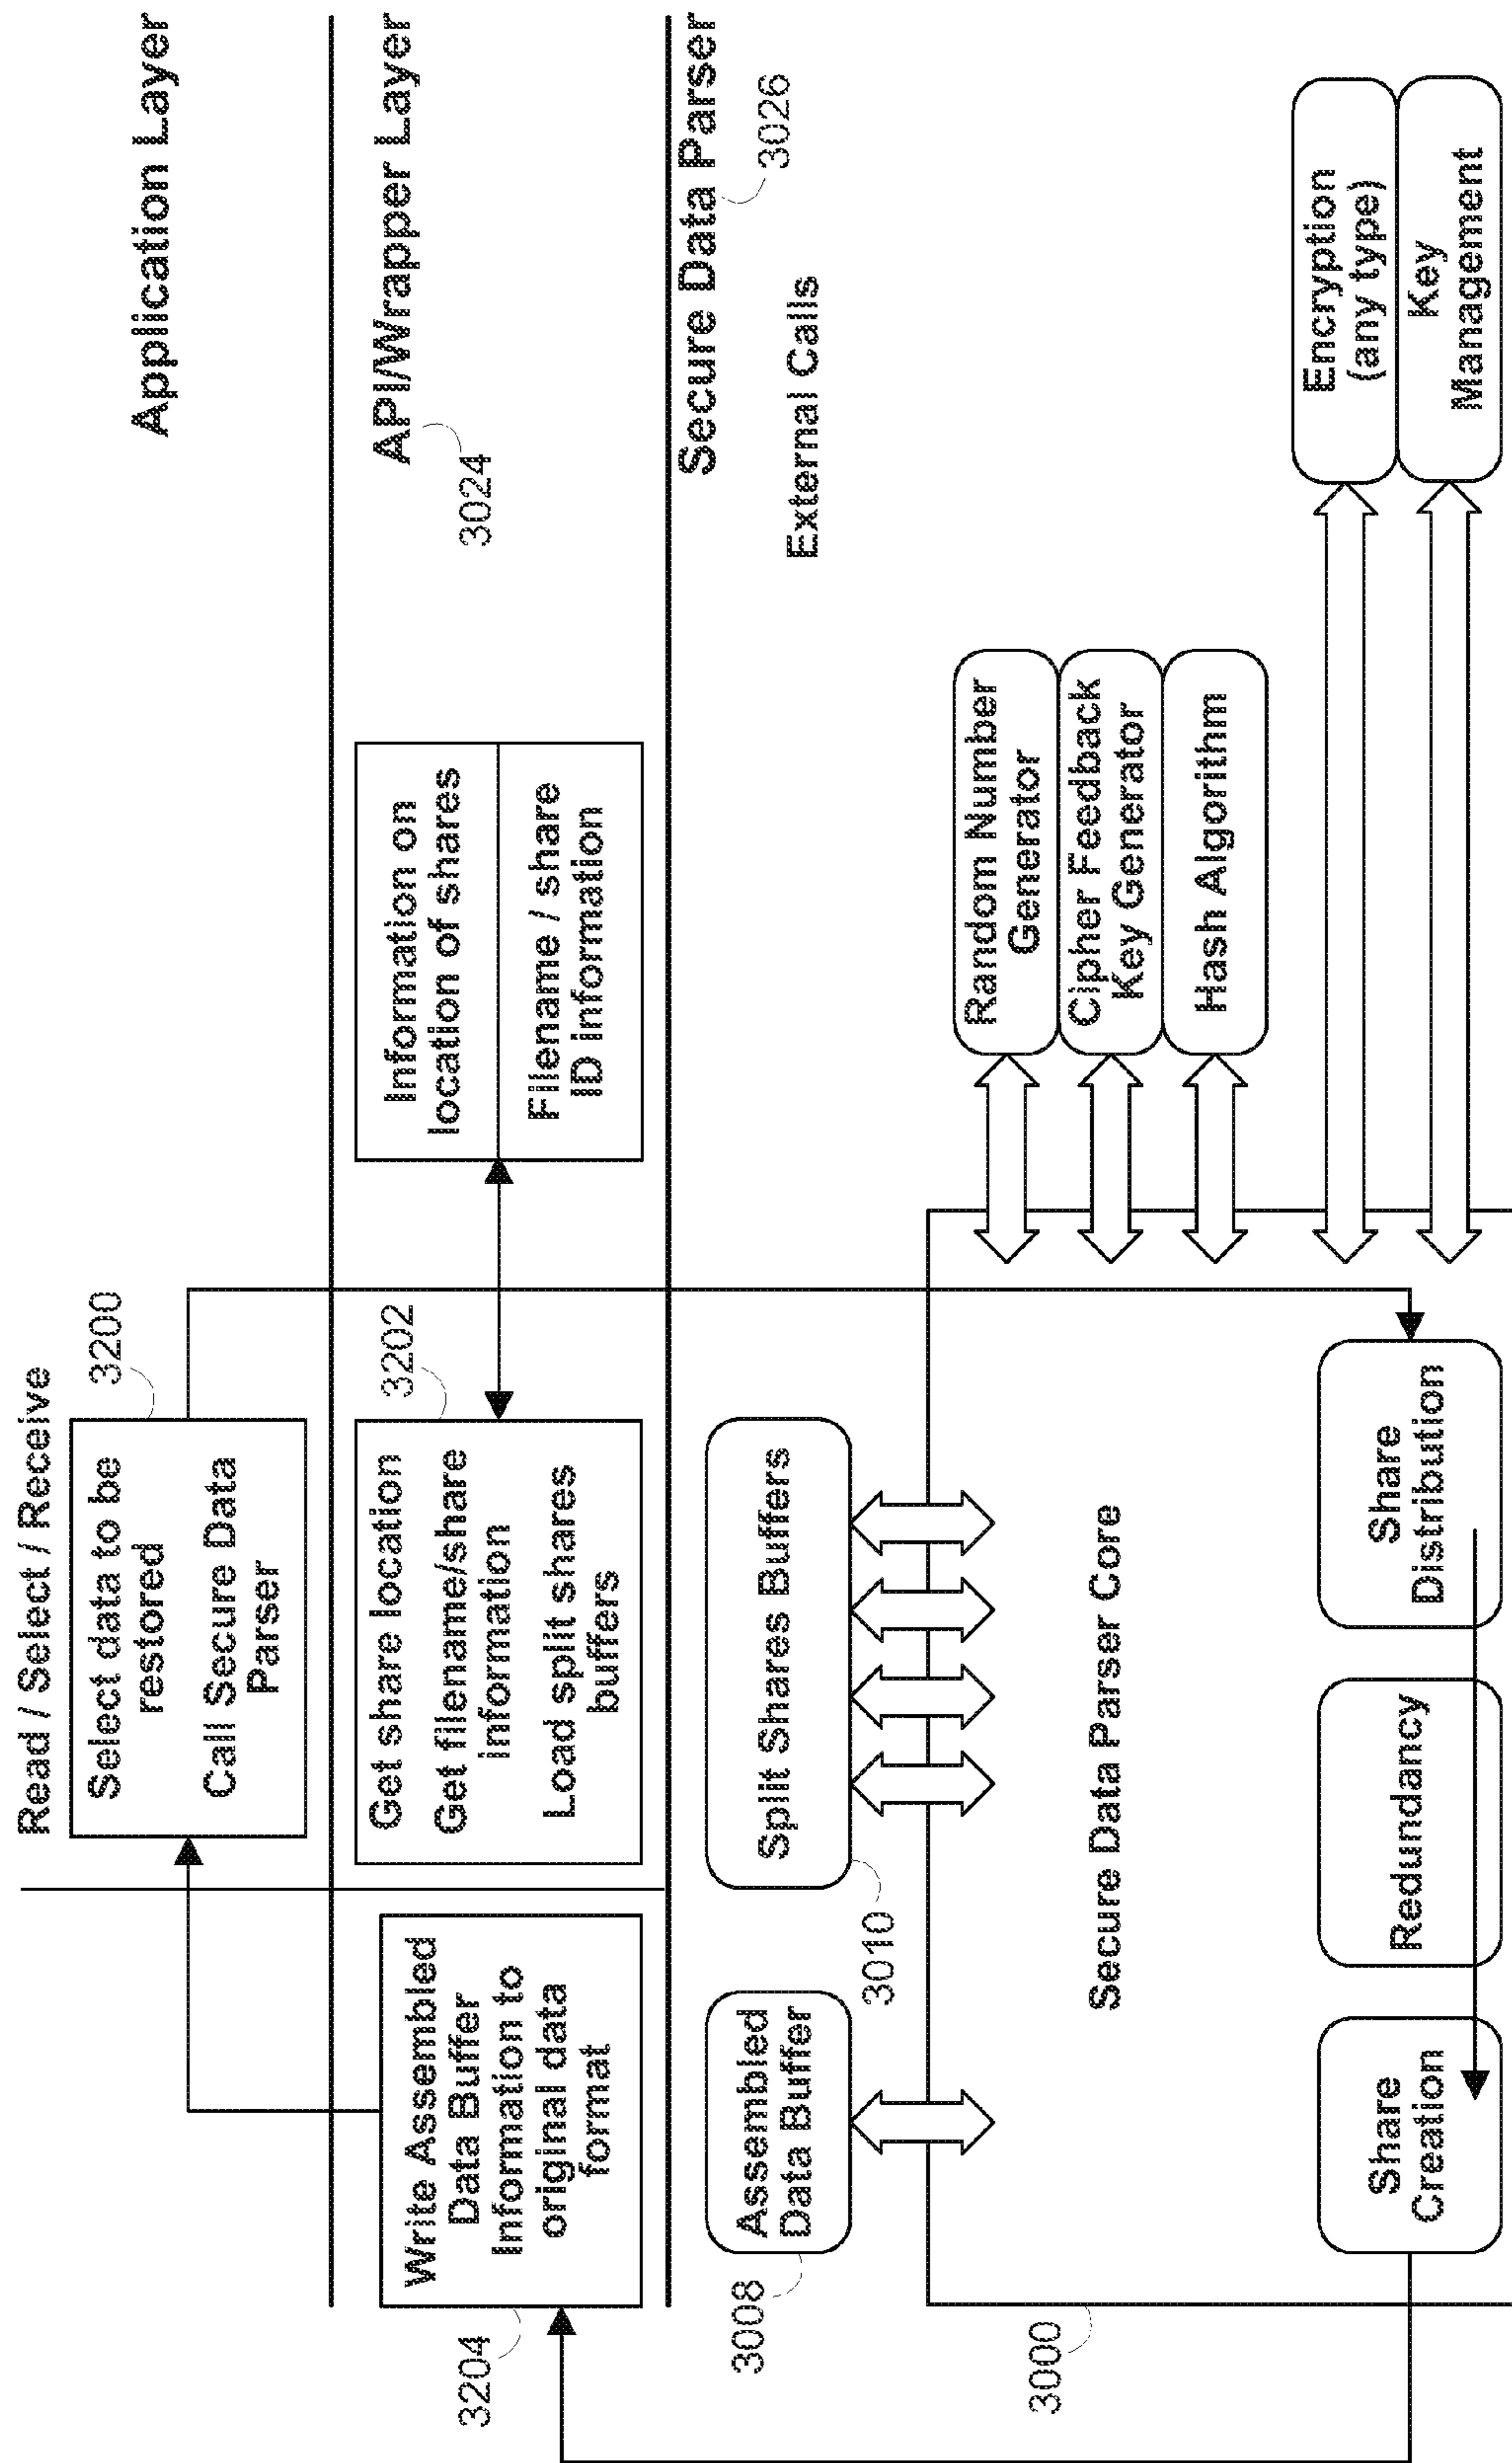 Read / Select / Receive
Application Layer
3200
Select data to be
restored
Call Secure Data
Parser
API/Wrapper Layer
3024
3204
Write Assembled
Data Buffer
Information to
original data
format
3202
Get share location
Get filename/share
information
Load split shares
buffers
Information on
location of shares
Filename / share
ID information
Secure Data Parser
3026
External Calls
3008
Assembled
Data Buffer
3010
Split Shares Buffers
3000
Secure Data Parser Core
Random Number
Generator
Cipher Feedback
Key Generator
Hash Algorithm
Share
Creation
Redundancy
Share
Distribution
Encryption
(any type)
Key
Management